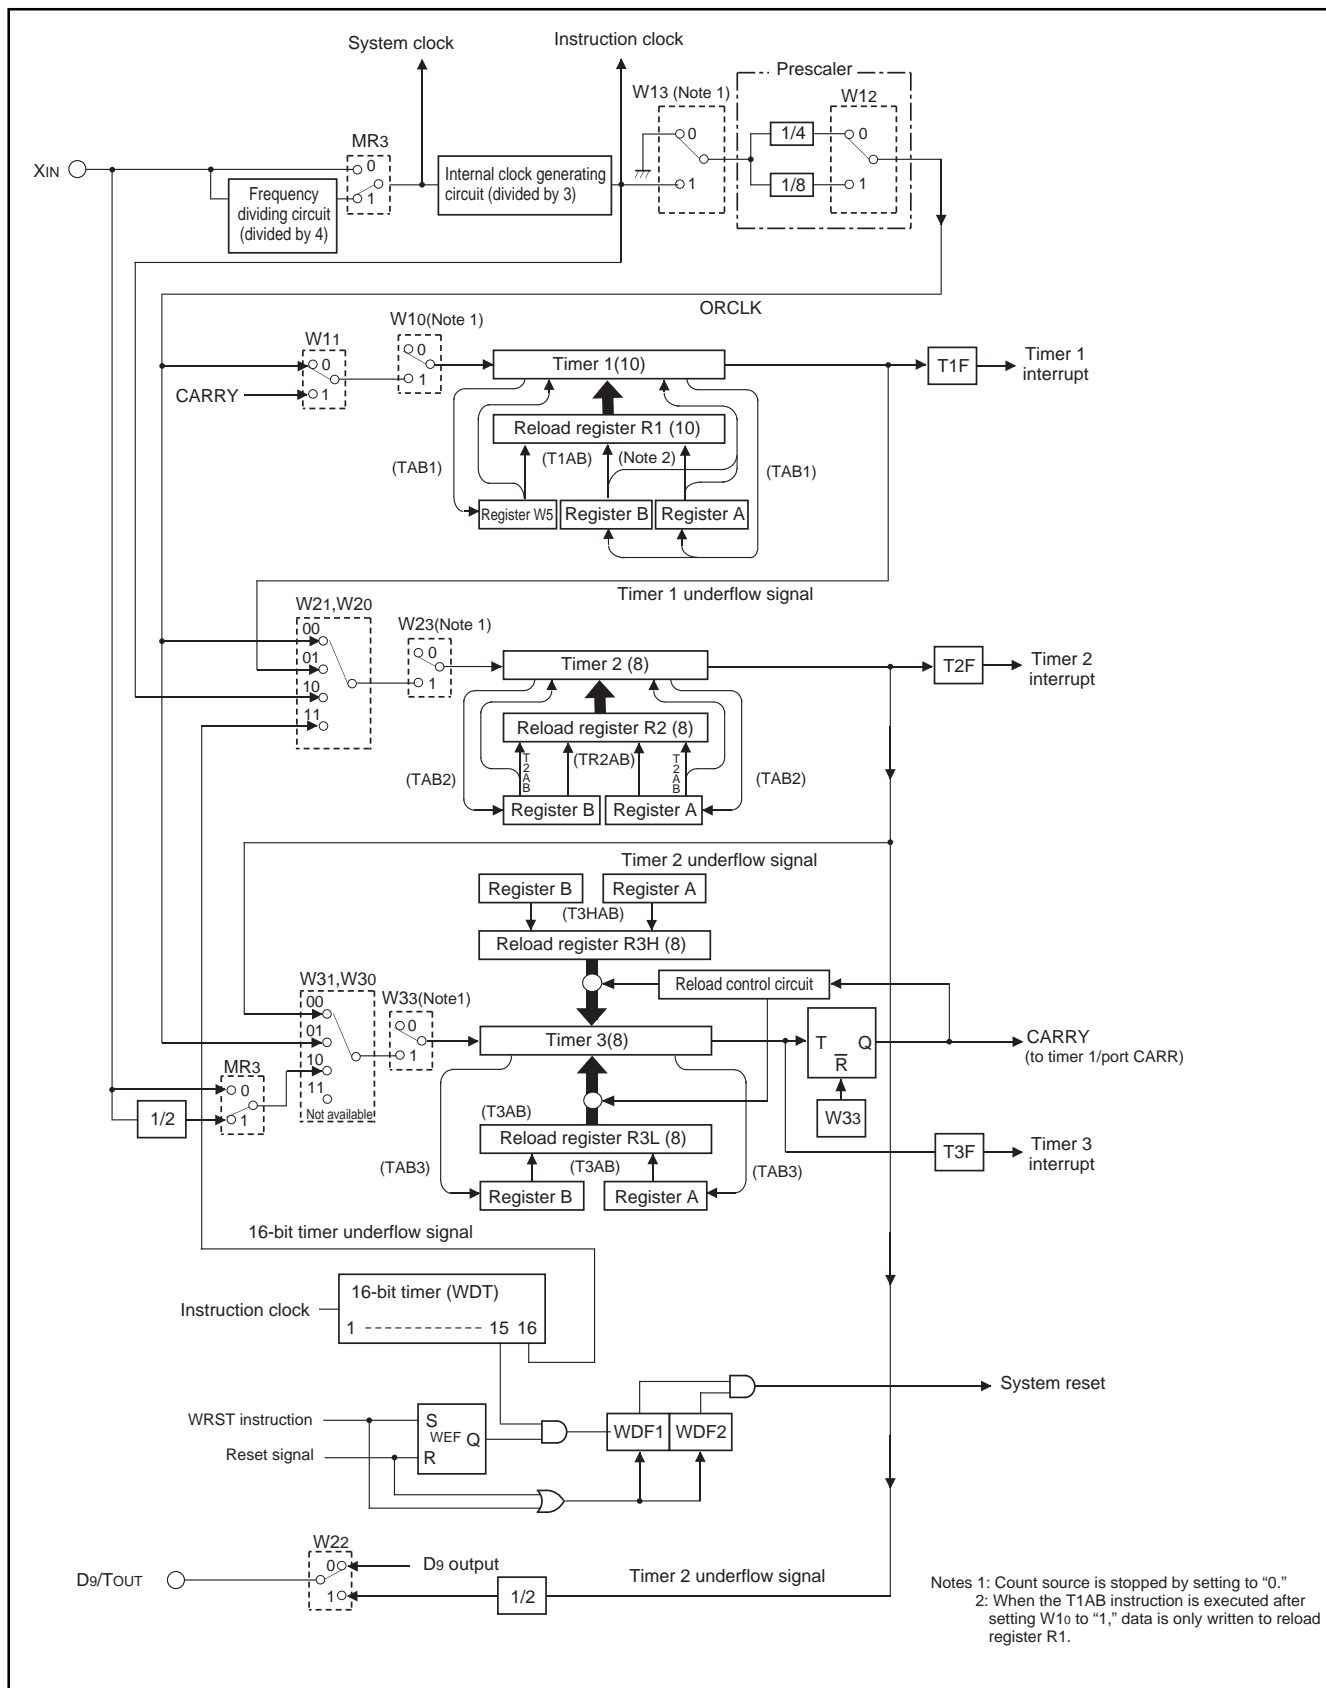 System clock
Instruction clock
Prescaler
W13 (Note 1)
W12
MR3
0
1/4
0
XIN
0
1
Internal clock generating
circuit (divided by 3)
1
1/8
1
Frequency
dividing circuit
(divided by 4)
ORCLK
W11
W10(Note 1)
0
0
1
Timer 1(10)
T1F
Timer 1
interrupt
CARRY
1
Reload register R1 (10)
(TAB1)
(T1AB)
(Note 2)
(TAB1)
Register W5
Register B
Register A
Timer 1 underflow signal
W21,W20
W23(Note 1)
00
01
10
11
0
1
Timer 2 (8)
T2F
Timer 2
interrupt
Reload register R2 (8)
(TAB2)
T2AB
(TR2AB)
T2AB
(TAB2)
Register B
Register A
Timer 2 underflow signal
Register B
Register A
(T3HAB)
Reload register R3H (8)
W31,W30
W33(Note1)
Reload control circuit
00
01
10
11
Not available
0
1
Timer 3(8)
T
Q
R
CARRY
(to timer 1/port CARR)
MR3
0
1
1/2
W33
(T3AB)
Reload register R3L (8)
T3F
Timer 3
interrupt
(TAB3)
(T3AB)
(TAB3)
Register B
Register A
16-bit timer underflow signal
16-bit timer (WDT)
Instruction clock
1 ------------- 15 16
System reset
WRST instruction
S
WEF
Q
R
WDF1
WDF2
Reset signal
W22
0
D9 output
D9/TOUT
1
1/2
Timer 2 underflow signal
Notes 1: Count source is stopped by setting to “0.”
2: When the T1AB instruction is executed after
setting W10 to “1,” data is only written to reload
register R1.